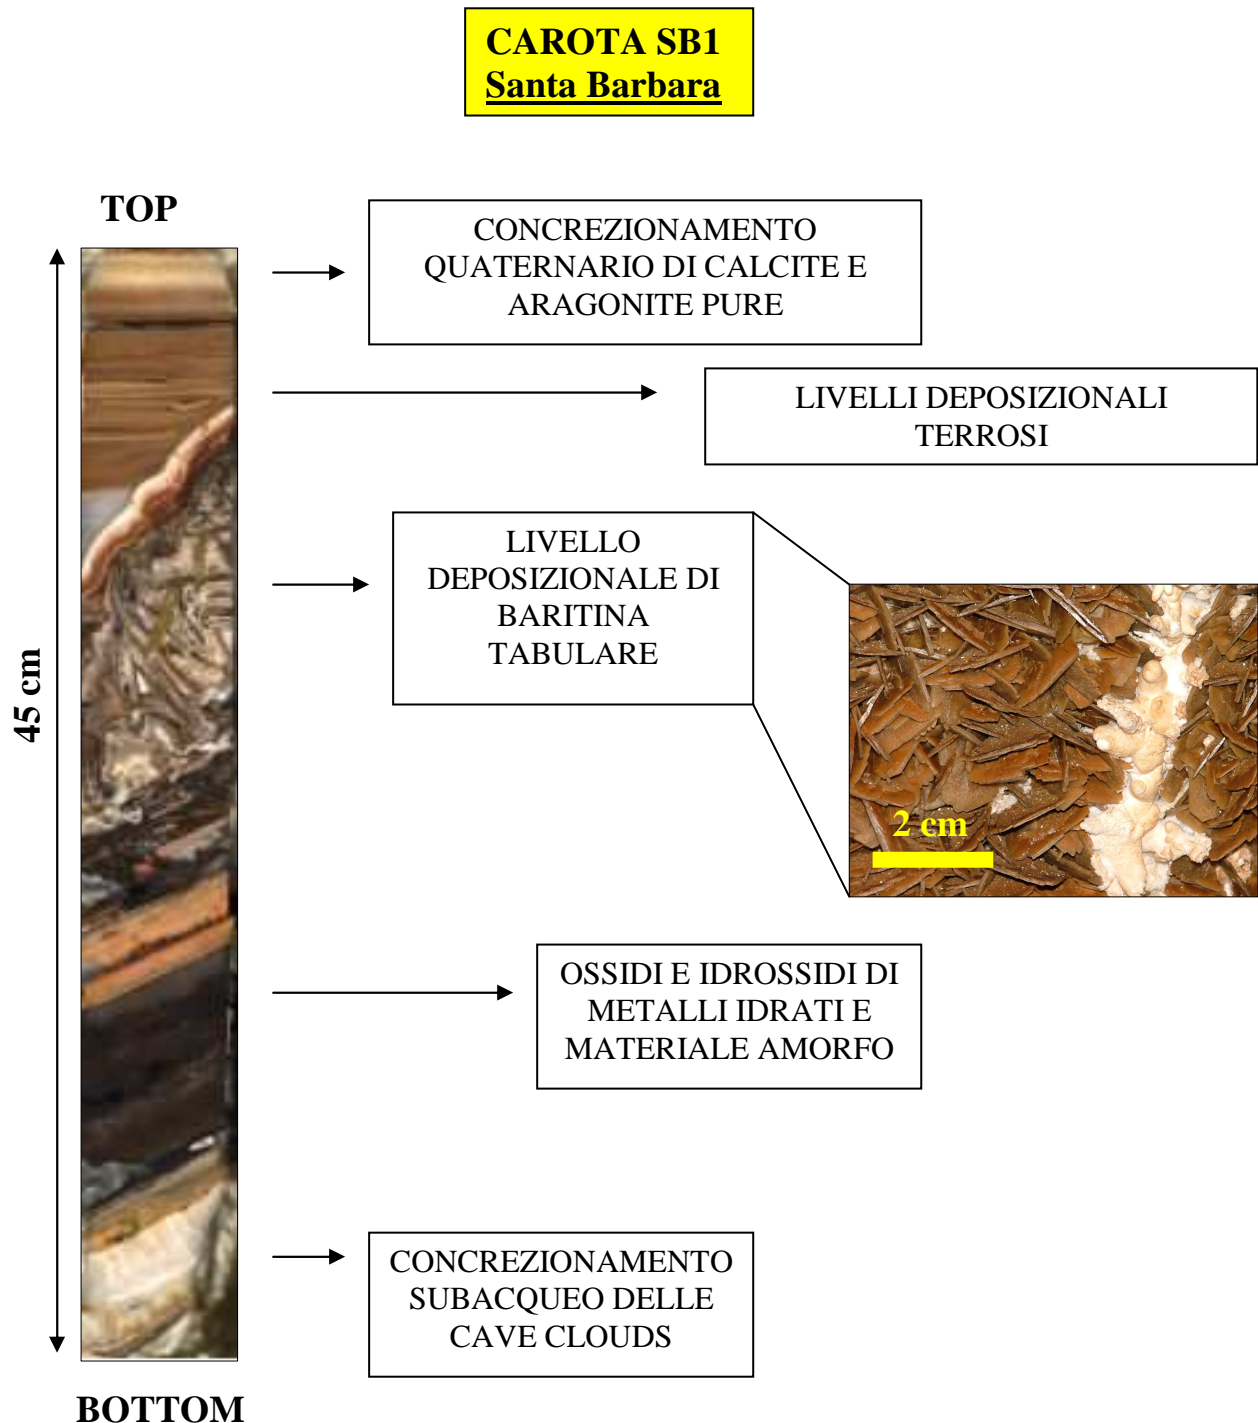 CAROTA SB1
Santa Barbara
TOP
CONCREZIONAMENTO
QUATERNARIO DI CALCITE E
ARAGONITE PURE
LIVELLI DEPOSIZIONALI
TERROSI
LIVELLO
DEPOSIZIONALE DI
BARITINA
TABULARE
45 cm
2 cm
OSSIDI E IDROSSIDI DI
METALLI IDRATI E
MATERIALE AMORFO
CONCREZIONAMENTO
SUBACQUEO DELLE
CAVE CLOUDS
BOTTOM